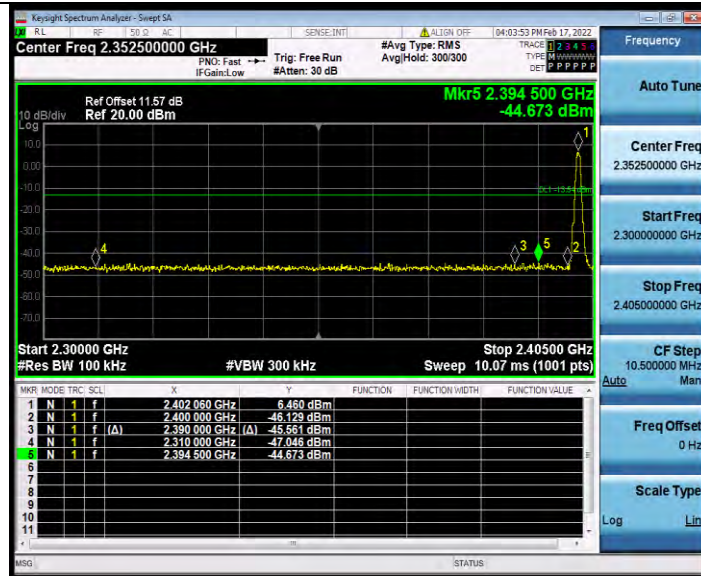 Keysight Spectrum Analyzer - Swept SA
RL RF 50 Ω AC SENSE:INT ALIGN OFF 04:03:53 PM Feb 17, 2022
Center Freq 2.352500000 GHz
PNO: Fast
IFGain:Low
Trig: Free Run
#Atten: 30 dB
#Avg Type: RMS
Avg|Hold: 300/300
TRACE 1 2 3 4 5 6
TYPE M WWWWW
DET P P P P P P
Mkr5 2.394 500 GHz
-44.673 dBm
Ref Offset 11.57 dB
10 dB/div Ref 20.00 dBm
Log
10.0
0.00
-10.0
-20.0
-30.0
-40.0
-50.0
-60.0
-70.0
1
4
3
5
2
Start 2.30000 GHz Stop 2.40500 GHz
#Res BW 100 kHz #VBW 300 kHz Sweep 10.07 ms (1001 pts)
MKR MODE TRC SCL X Y FUNCTION FUNCTION WIDTH FUNCTION VALUE
1 N 1 f 2.402 060 GHz 6.460 dBm
2 N 1 f 2.400 000 GHz -46.129 dBm
3 N 1 f (Δ) 2.390 000 GHz (Δ) -45.561 dBm
4 N 1 f 2.310 000 GHz -47.046 dBm
5 N 1 f 2.394 500 GHz -44.673 dBm
6
7
8
9
10
11
MSG STATUS
Frequency
Auto Tune
Center Freq
2.352500000 GHz
Start Freq
2.300000000 GHz
Stop Freq
2.405000000 GHz
CF Step
10.500000 MHz
Auto Man
Freq Offset
0 Hz
Scale Type
Log Lin